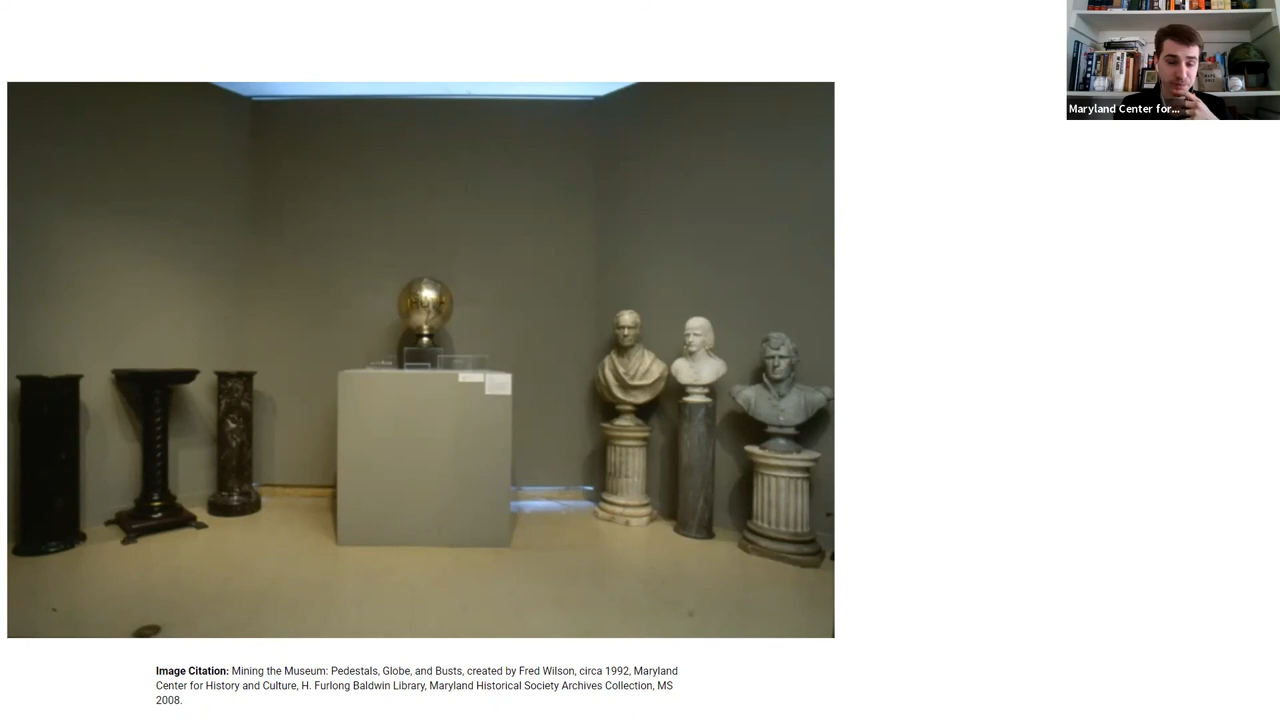 Maryland Center for...
TRUTH
Image Citation: Mining the Museum: Pedestals, Globe, and Busts, created by Fred Wilson, circa 1992, Maryland
Center for History and Culture, H. Furlong Baldwin Library, Maryland Historical Society Archives Collection, MS
2008.